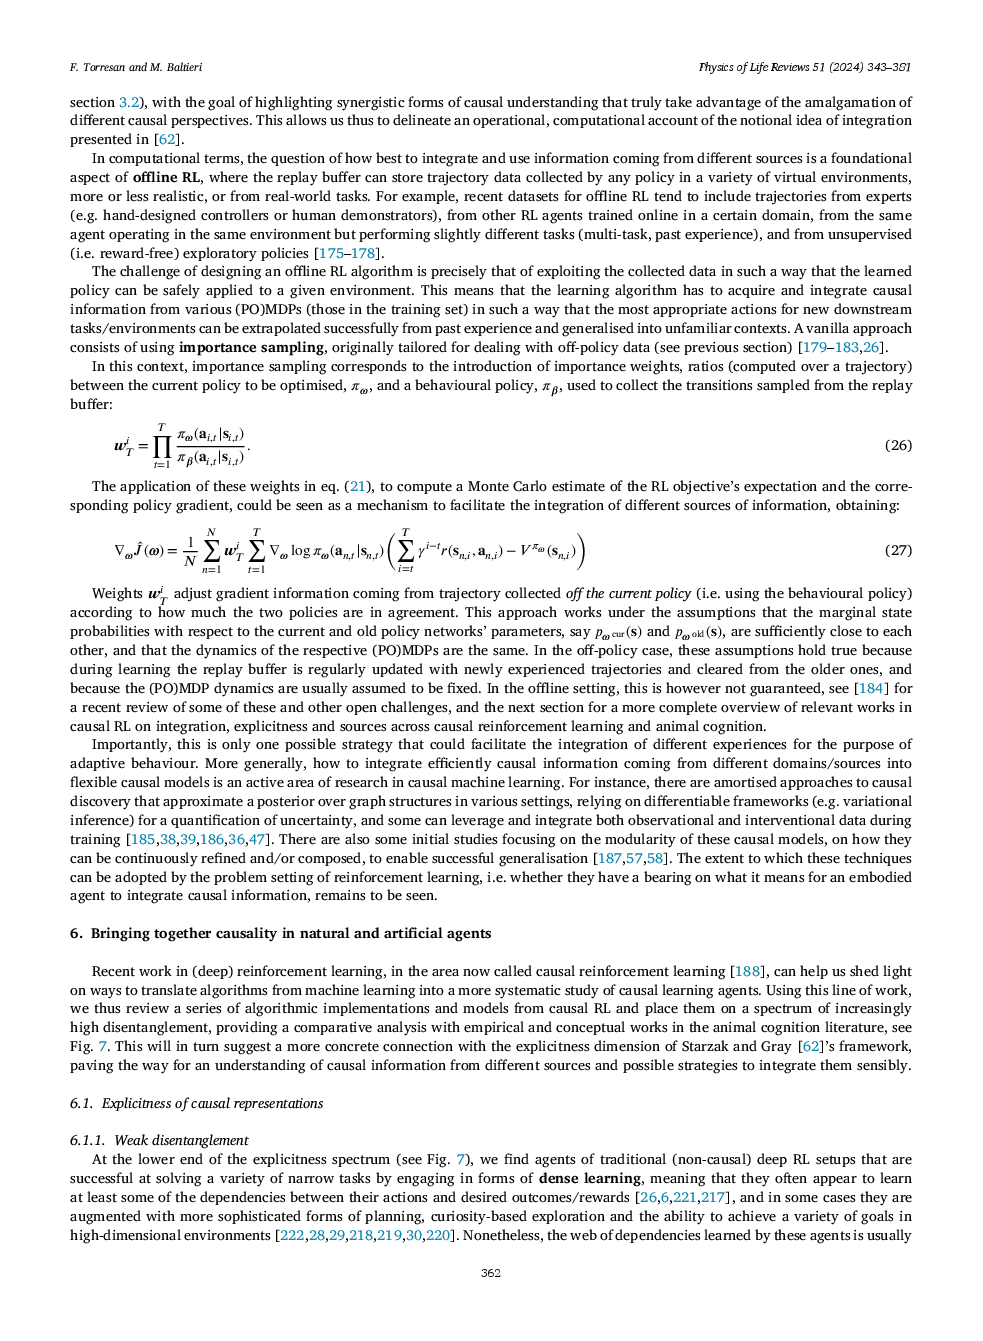 F. Torresan and M. Baltieri
Physics of Life Reviews 51 (2024) 343–381
section 3.2), with the goal of highlighting synergistic forms of causal understanding that truly take advantage of the amalgamation of
different causal perspectives. This allows us thus to delineate an operational, computational account of the notional idea of integration
presented in [62].
In computational terms, the question of how best to integrate and use information coming from different sources is a foundational
aspect of offline RL, where the replay buffer can store trajectory data collected by any policy in a variety of virtual environments,
more or less realistic, or from real-world tasks. For example, recent datasets for offline RL tend to include trajectories from experts
(e.g. hand-designed controllers or human demonstrators), from other RL agents trained online in a certain domain, from the same
agent operating in the same environment but performing slightly different tasks (multi-task, past experience), and from unsupervised
(i.e. reward-free) exploratory policies [175–178].
The challenge of designing an offline RL algorithm is precisely that of exploiting the collected data in such a way that the learned
policy can be safely applied to a given environment. This means that the learning algorithm has to acquire and integrate causal
information from various (PO)MDPs (those in the training set) in such a way that the most appropriate actions for new downstream
tasks/environments can be extrapolated successfully from past experience and generalised into unfamiliar contexts. A vanilla approach
consists of using importance sampling, originally tailored for dealing with off-policy data (see previous section) [179–183,26].
In this context, importance sampling corresponds to the introduction of importance weights, ratios (computed over a trajectory)
between the current policy to be optimised, π_ω, and a behavioural policy, π_β, used to collect the transitions sampled from the replay
buffer:
w_T^i = ∏_{t=1}^{T} π_ω(a_{i,t}|s_{i,t}) / π_β(a_{i,t}|s_{i,t}). (26)
The application of these weights in eq. (21), to compute a Monte Carlo estimate of the RL objective's expectation and the corre-
sponding policy gradient, could be seen as a mechanism to facilitate the integration of different sources of information, obtaining:
∇_ω Ĵ(ω) = 1/N ∑_{n=1}^{N} w_T^i ∑_{t=1}^{T} ∇_ω log π_ω(a_{n,t}|s_{n,t}) (∑_{i=t}^{T} γ^{i−t} r(s_{n,i}, a_{n,i}) − V^{π_ω}(s_{n,i})) (27)
Weights w_T^i adjust gradient information coming from trajectory collected off the current policy (i.e. using the behavioural policy)
according to how much the two policies are in agreement. This approach works under the assumptions that the marginal state
probabilities with respect to the current and old policy networks' parameters, say p_{ω^cur}(s) and p_{ω^old}(s), are sufficiently close to each
other, and that the dynamics of the respective (PO)MDPs are the same. In the off-policy case, these assumptions hold true because
during learning the replay buffer is regularly updated with newly experienced trajectories and cleared from the older ones, and
because the (PO)MDP dynamics are usually assumed to be fixed. In the offline setting, this is however not guaranteed, see [184] for
a recent review of some of these and other open challenges, and the next section for a more complete overview of relevant works in
causal RL on integration, explicitness and sources across causal reinforcement learning and animal cognition.
Importantly, this is only one possible strategy that could facilitate the integration of different experiences for the purpose of
adaptive behaviour. More generally, how to integrate efficiently causal information coming from different domains/sources into
flexible causal models is an active area of research in causal machine learning. For instance, there are amortised approaches to causal
discovery that approximate a posterior over graph structures in various settings, relying on differentiable frameworks (e.g. variational
inference) for a quantification of uncertainty, and some can leverage and integrate both observational and interventional data during
training [185,38,39,186,36,47]. There are also some initial studies focusing on the modularity of these causal models, on how they
can be continuously refined and/or composed, to enable successful generalisation [187,57,58]. The extent to which these techniques
can be adopted by the problem setting of reinforcement learning, i.e. whether they have a bearing on what it means for an embodied
agent to integrate causal information, remains to be seen.
6. Bringing together causality in natural and artificial agents
Recent work in (deep) reinforcement learning, in the area now called causal reinforcement learning [188], can help us shed light
on ways to translate algorithms from machine learning into a more systematic study of causal learning agents. Using this line of work,
we thus review a series of algorithmic implementations and models from causal RL and place them on a spectrum of increasingly
high disentanglement, providing a comparative analysis with empirical and conceptual works in the animal cognition literature, see
Fig. 7. This will in turn suggest a more concrete connection with the explicitness dimension of Starzak and Gray [62]'s framework,
paving the way for an understanding of causal information from different sources and possible strategies to integrate them sensibly.
6.1. Explicitness of causal representations
6.1.1. Weak disentanglement
At the lower end of the explicitness spectrum (see Fig. 7), we find agents of traditional (non-causal) deep RL setups that are
successful at solving a variety of narrow tasks by engaging in forms of dense learning, meaning that they often appear to learn
at least some of the dependencies between their actions and desired outcomes/rewards [26,6,221,217], and in some cases they are
augmented with more sophisticated forms of planning, curiosity-based exploration and the ability to achieve a variety of goals in
high-dimensional environments [222,28,29,218,219,30,220]. Nonetheless, the web of dependencies learned by these agents is usually
362